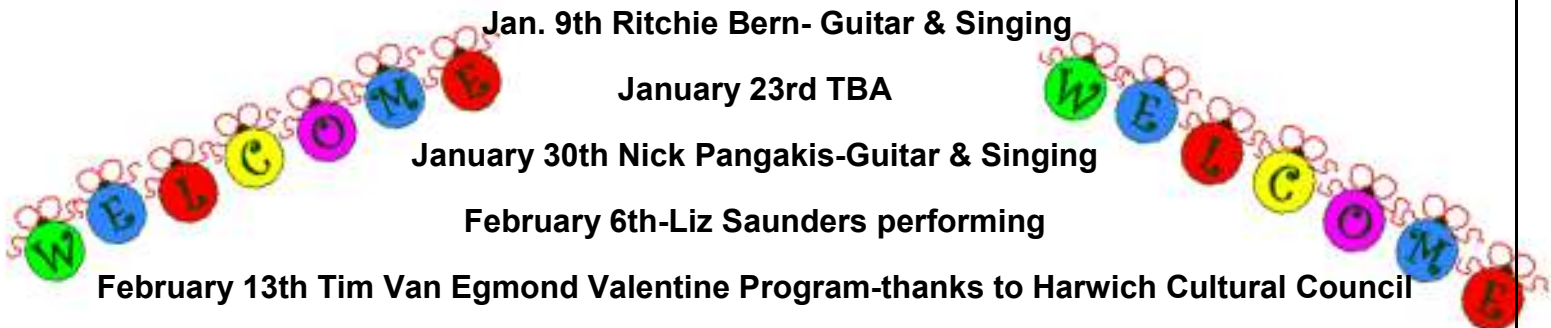 Jan. 9th Ritchie Bern- Guitar & Singing
January 23rd TBA
January 30th Nick Pangakis-Guitar & Singing
February 6th-Liz Saunders performing
February 13th Tim Van Egmond Valentine Program-thanks to Harwich Cultural Council
WELCOME
WELCOME